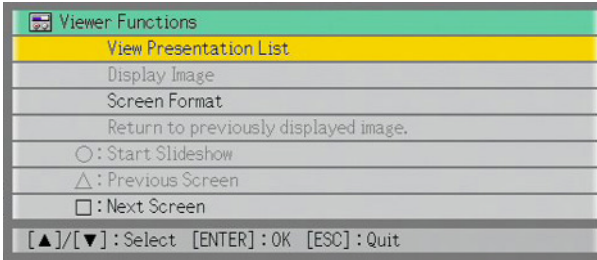 Viewer Functions
View Presentation List
Display Image
Screen Format
Return to previously displayed image.
○:Start Slideshow
△:Previous Screen
□:Next Screen
[▲]/[▼]:Select [ENTER]:OK [ESC]:Quit